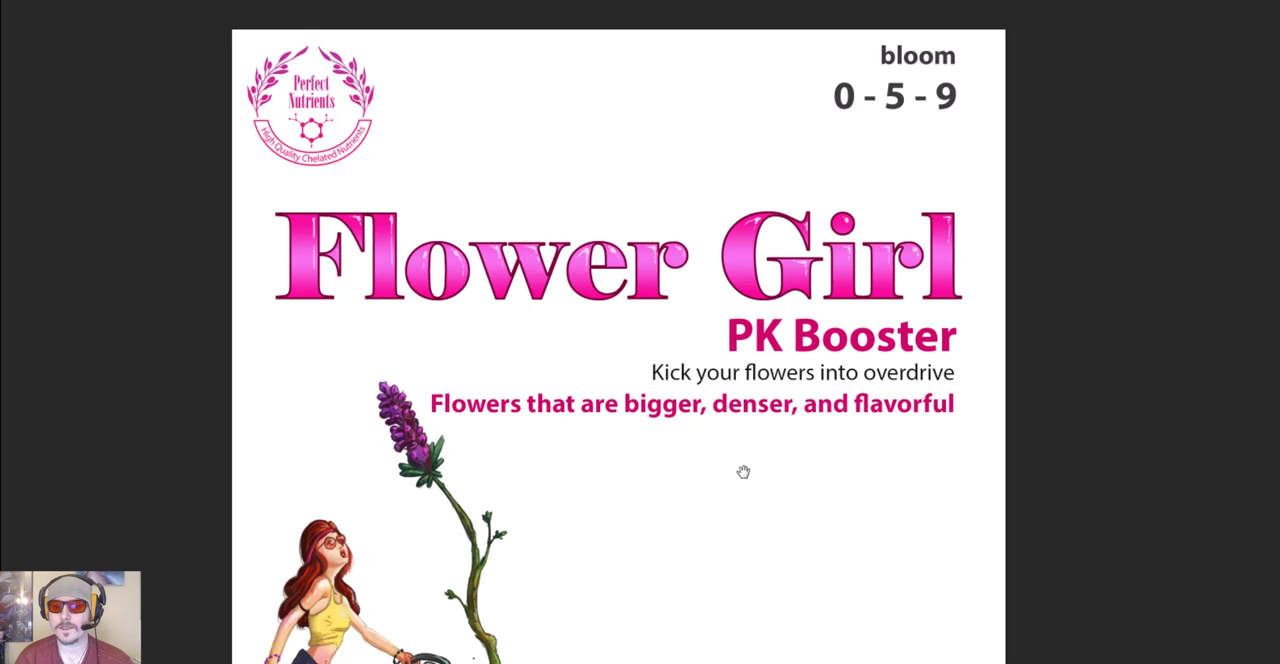 Perfect
Nutrients
High Quality Chelated Nutrients
bloom
0 - 5 - 9
Flower Girl
PK Booster
Kick your flowers into overdrive
Flowers that are bigger, denser, and flavorful